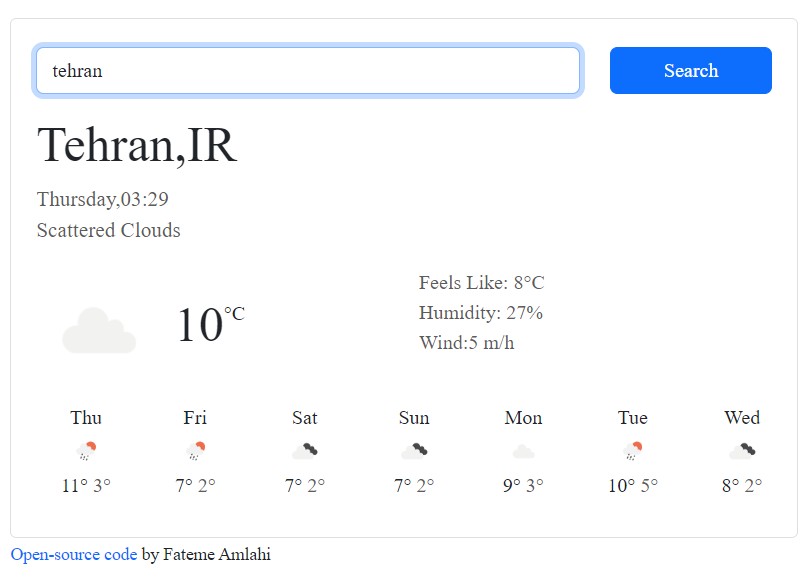 tehran
Search
Tehran,IR
Thursday,03:29
Scattered Clouds
10°C
Feels Like: 8°C
Humidity: 27%
Wind:5 m/h
Thu Fri Sat Sun Mon Tue Wed
11° 3° 7° 2° 7° 2° 7° 2° 9° 3° 10° 5° 8° 2°
Open-source code by Fateme Amlahi